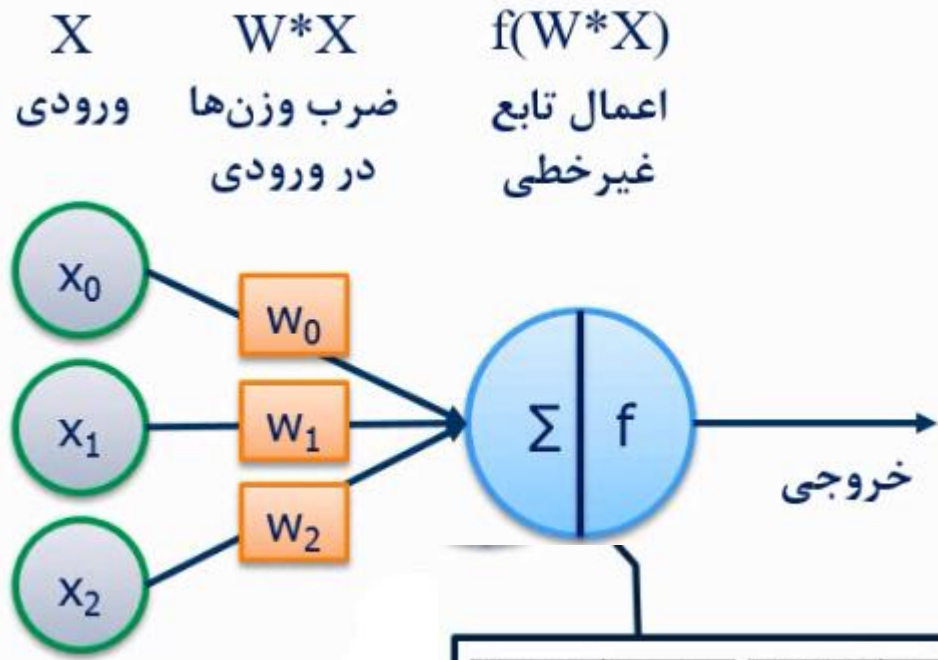 X W*X f(W*X)
ورودی ضرب وزن‌ها اعمال تابع
در ورودی غیرخطی
x₀
w₀
x₁ w₁ Σ f
خروجی
w₂
x₂